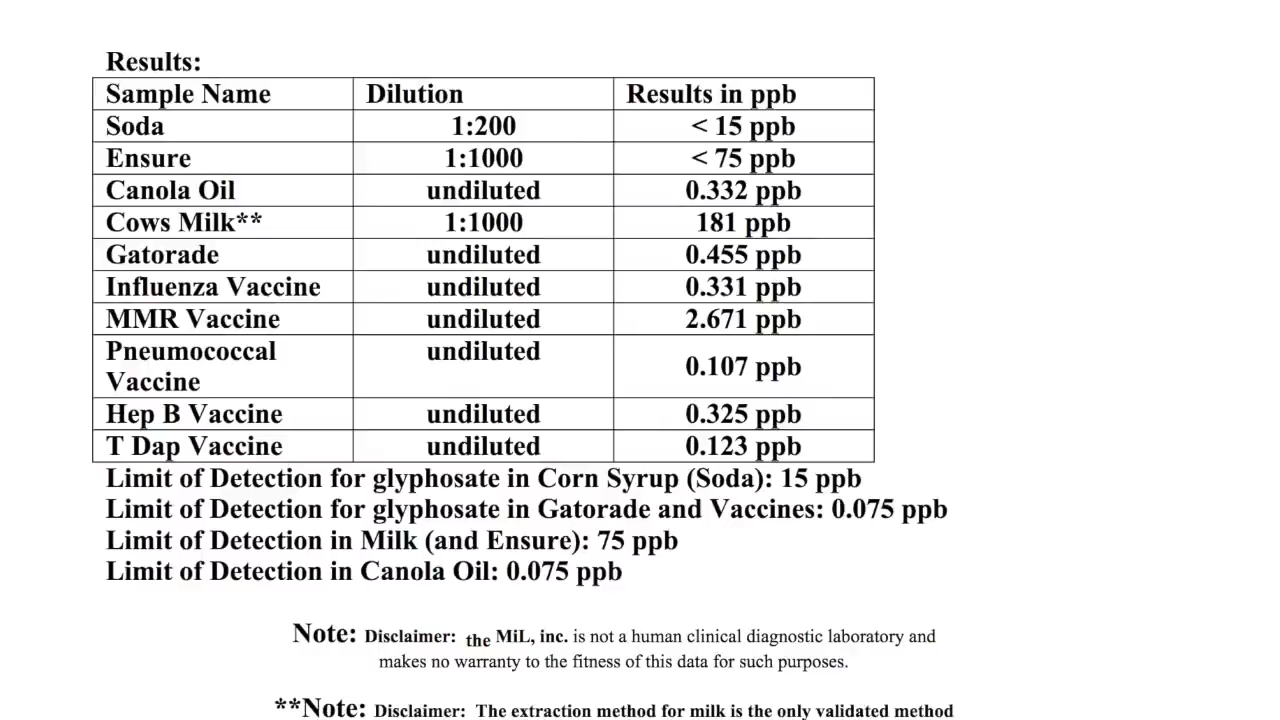 Results:
Sample Name Dilution Results in ppb
Soda 1:200 < 15 ppb
Ensure 1:1000 < 75 ppb
Canola Oil undiluted 0.332 ppb
Cows Milk** 1:1000 181 ppb
Gatorade undiluted 0.455 ppb
Influenza Vaccine undiluted 0.331 ppb
MMR Vaccine undiluted 2.671 ppb
Pneumococcal undiluted
Vaccine 0.107 ppb
Hep B Vaccine undiluted 0.325 ppb
T Dap Vaccine undiluted 0.123 ppb
Limit of Detection for glyphosate in Corn Syrup (Soda): 15 ppb
Limit of Detection for glyphosate in Gatorade and Vaccines: 0.075 ppb
Limit of Detection in Milk (and Ensure): 75 ppb
Limit of Detection in Canola Oil: 0.075 ppb
Note: Disclaimer: the MiL, inc. is not a human clinical diagnostic laboratory and
makes no warranty to the fitness of this data for such purposes.
**Note: Disclaimer: The extraction method for milk is the only validated method